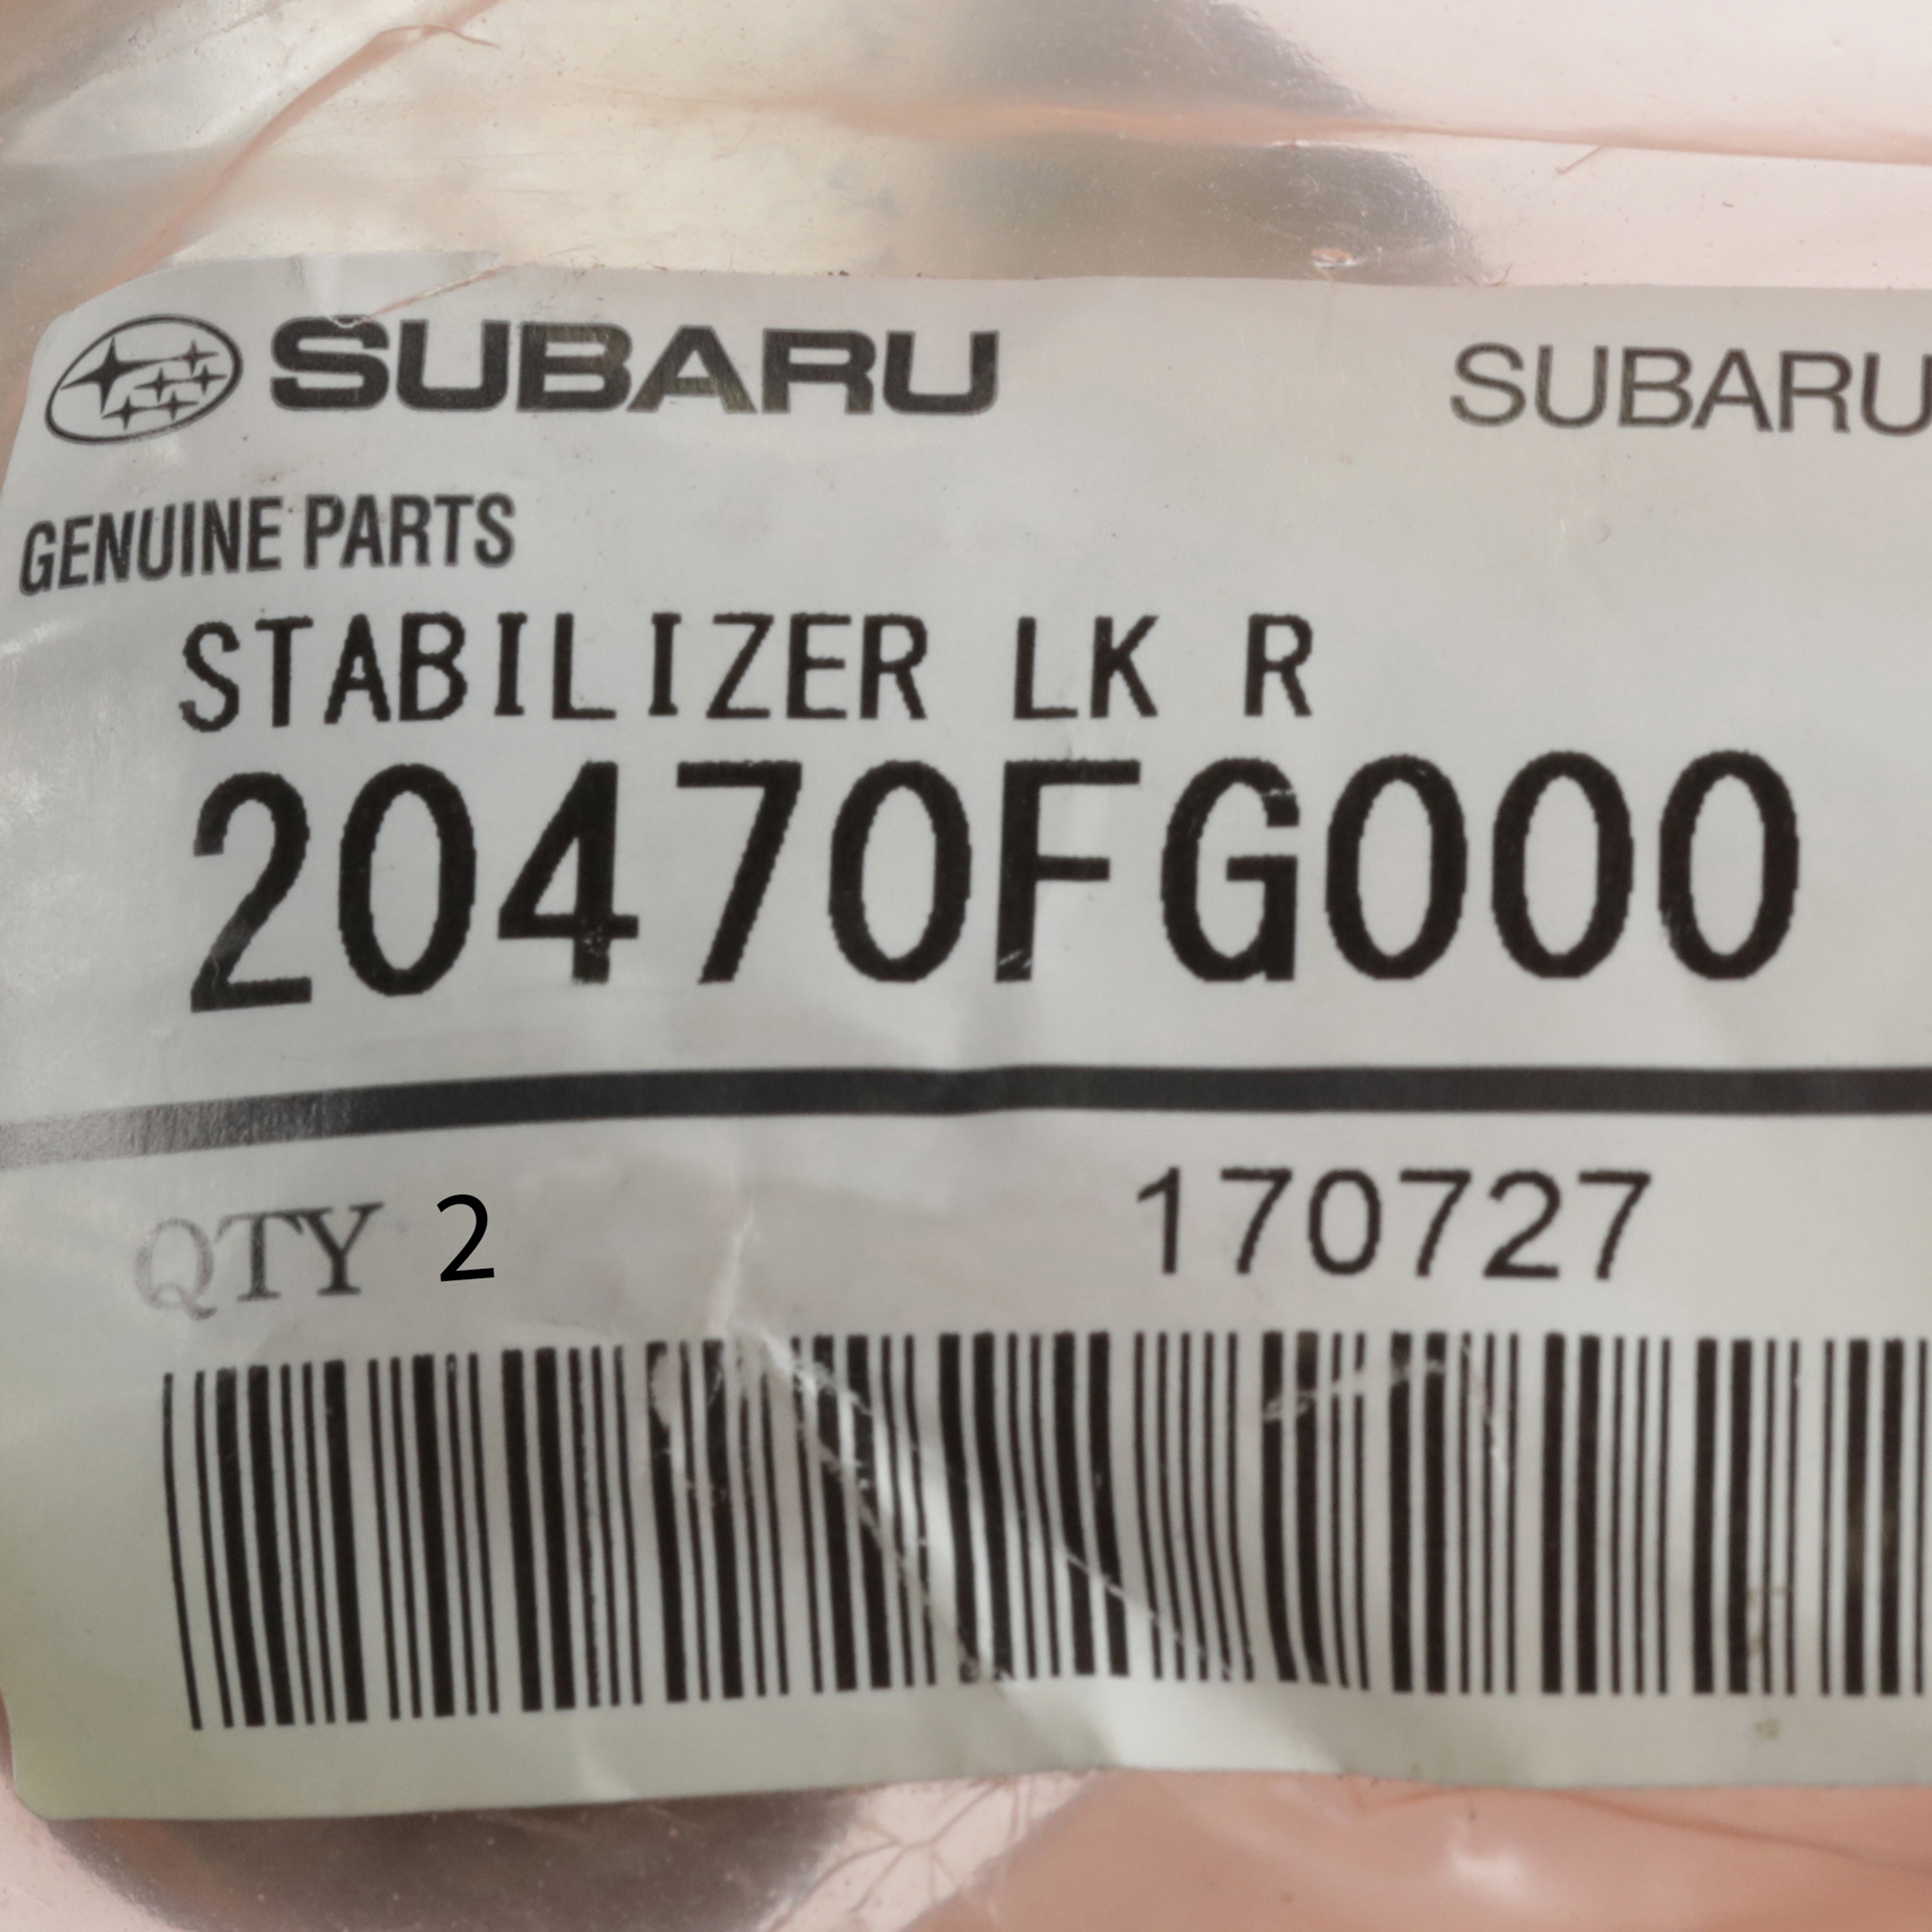 SUBARU SUBARU
GENUINE PARTS
STABILIZER LK R
20470FG000
QTY 2 170727